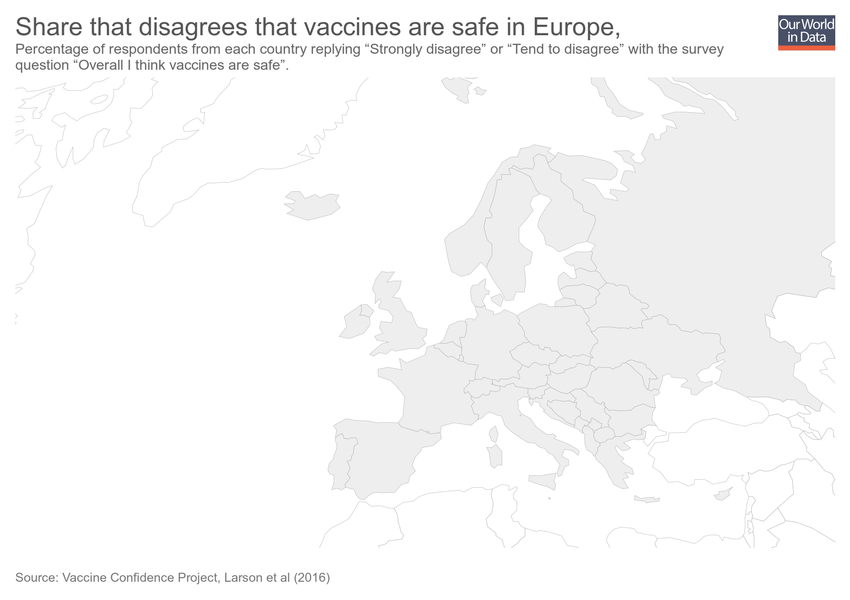 Share that disagrees that vaccines are safe in Europe,
Our World
in Data
Percentage of respondents from each country replying “Strongly disagree” or “Tend to disagree” with the survey
question “Overall I think vaccines are safe”.
Source: Vaccine Confidence Project, Larson et al (2016)